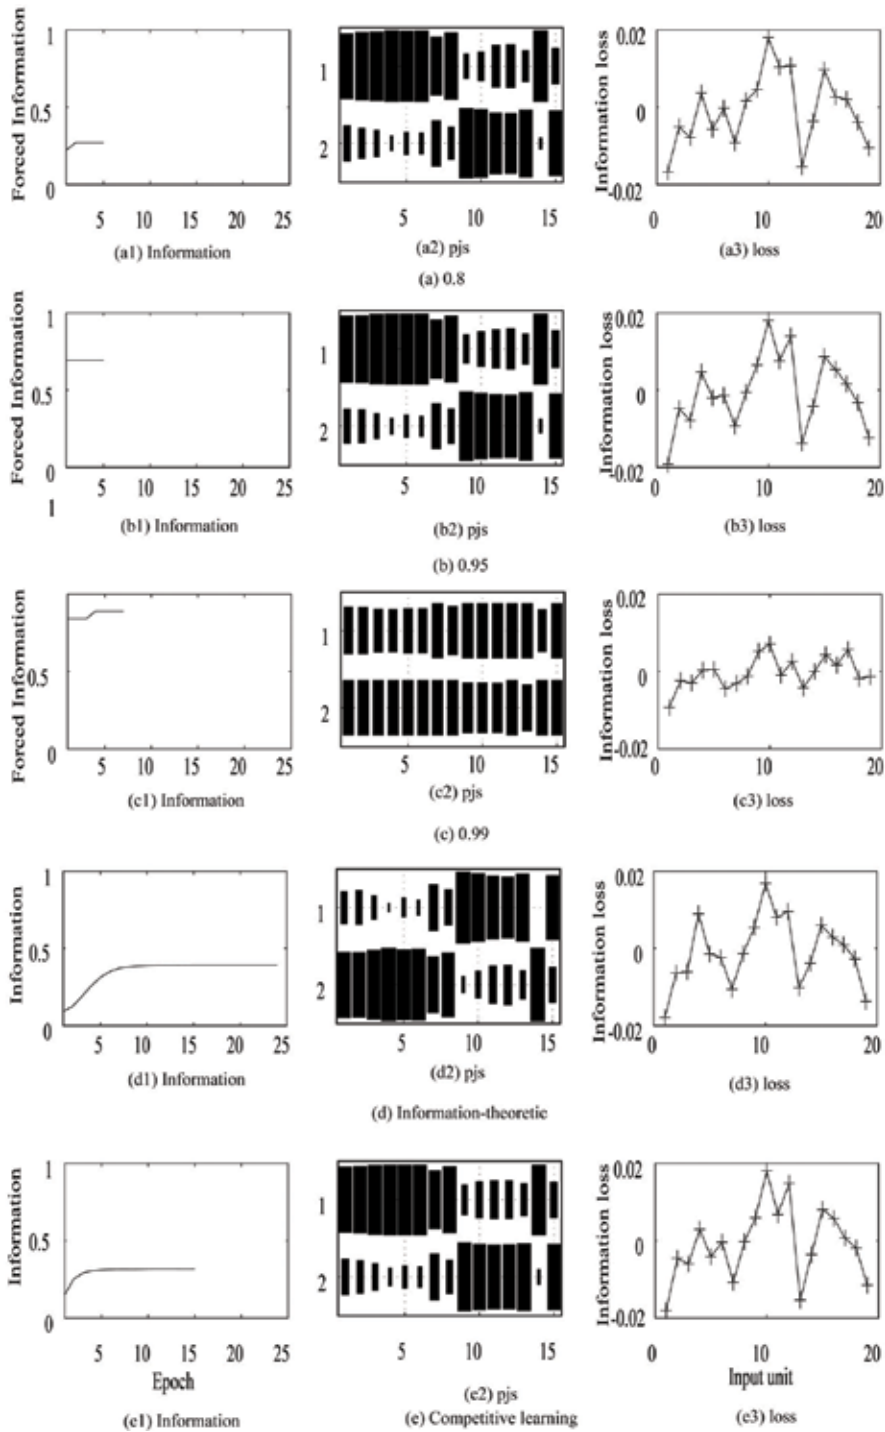 Forced Information
1
0.5
0
5 10 15 20 25
(a1) Information
1
2
5 10 15
(a2) pjs
(a) 0.8
Information loss
0.02
0
-0.02
0 10 20
(a3) loss
Forced Information
1
0.5
0
5 10 15 20 25
1
(b1) Information
1
2
5 10 15
(b2) pjs
(b) 0.95
Information loss
0.02
0
-0.02
0 10 20
(b3) loss
Forced Information
0.5
0
5 10 15 20 25
(c1) Information
1
2
5 10 15
(c2) pjs
(c) 0.99
Information loss
0.02
0
-0.02
0 10 20
(c3) loss
Information
1
0.5
0
5 10 15 20 25
(d1) Information
1
2
5 10 15
(d2) pjs
(d) Information-theoretic
Information loss
0.02
0
-0.02
0 10 20
(d3) loss
Information
1
0.5
0
5 10 15 20 25
Epoch
(e1) Information
1
2
5 10 15
(e2) pjs
(e) Competitive learning
Information loss
0.02
0
-0.02
0 10 20
Input unit
(e3) loss